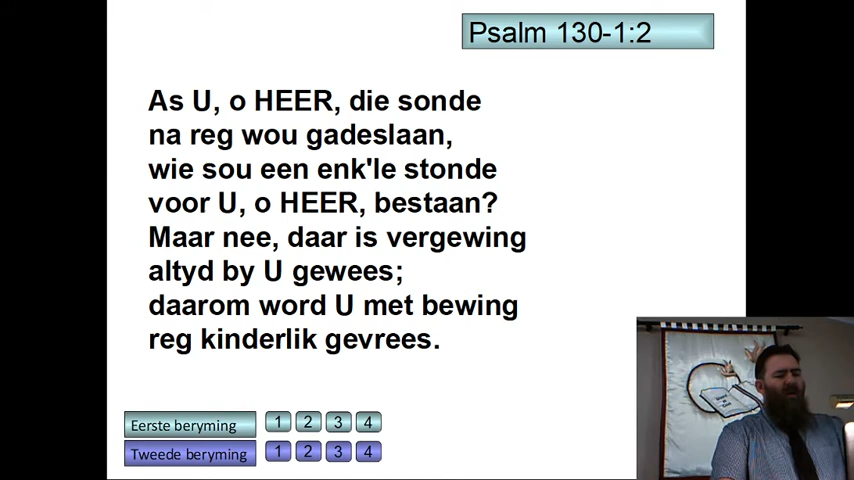 Psalm 130-1:2
As U, o HEER, die sonde
na reg wou gadeslaan,
wie sou een enk'le stonde
voor U, o HEER, bestaan?
Maar nee, daar is vergewing
altyd by U gewees;
daarom word U met bewing
reg kinderlik gevrees.
Eerste beryming 1 2 3 4
Tweede beryming 1 2 3 4